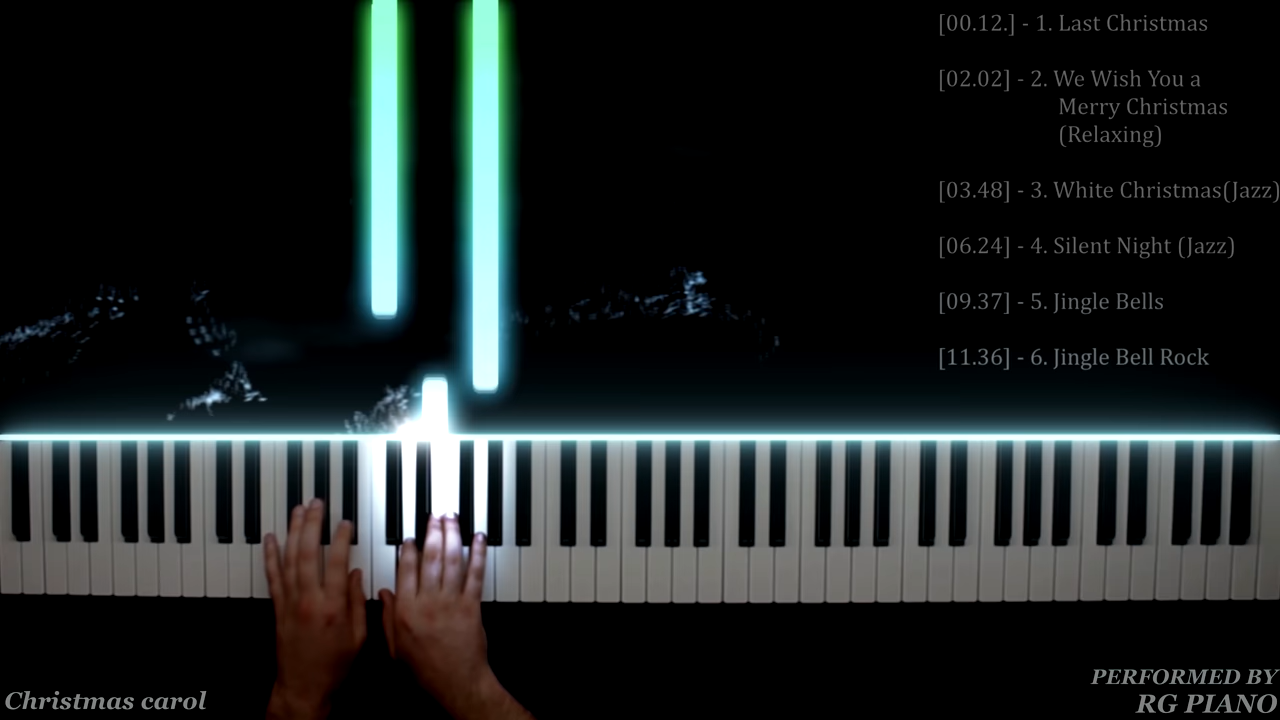 [00.12.] - 1. Last Christmas
[02.02] - 2. We Wish You a
Merry Christmas
(Relaxing)
[03.48] - 3. White Christmas(Jazz)
[06.24] - 4. Silent Night (Jazz)
[09.37] - 5. Jingle Bells
[11.36] - 6. Jingle Bell Rock
Christmas carol
PERFORMED BY
RG PIANO